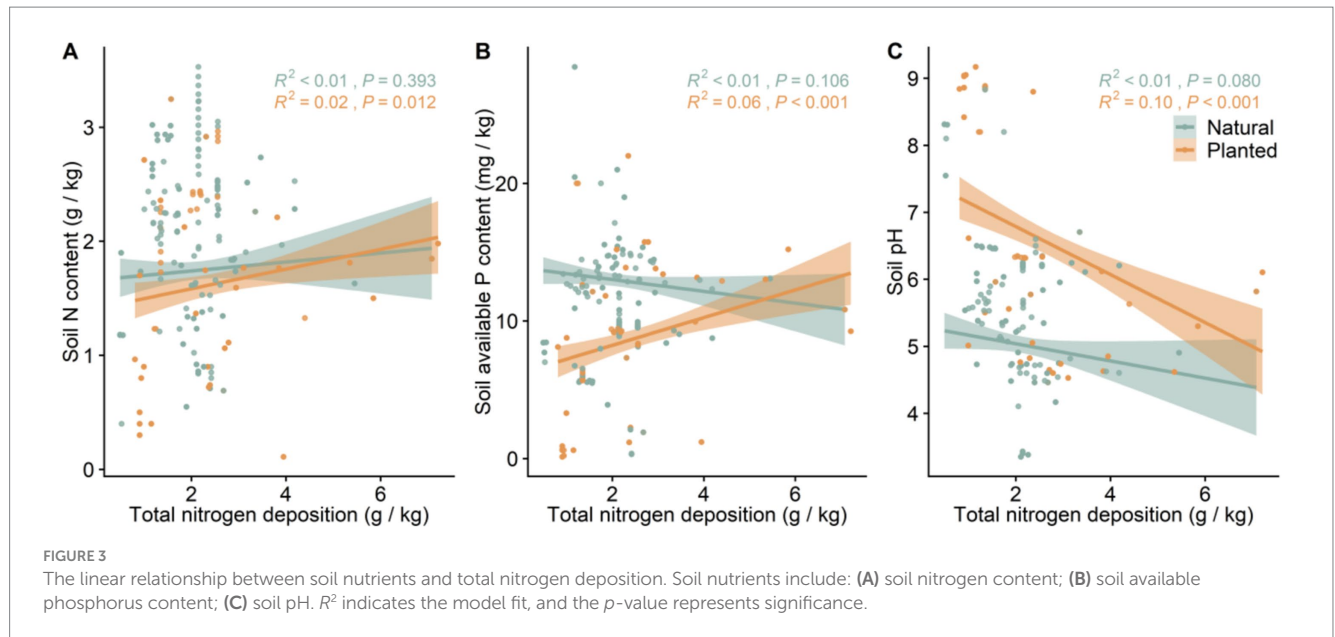 A
R² < 0.01 , P = 0.393
R² = 0.02 , P = 0.012
Soil N content (g / kg)
3
2
1
0
2 4 6
Total nitrogen deposition (g / kg)
B
R² < 0.01 , P = 0.106
R² = 0.06 , P < 0.001
Soil available P content (mg / kg)
20
10
0
2 4 6
Total nitrogen deposition (g / kg)
C
R² < 0.01 , P = 0.080
R² = 0.10 , P < 0.001
Natural
Planted
Soil pH
9
8
7
6
5
4
2 4 6
Total nitrogen deposition (g / kg)
FIGURE 3
The linear relationship between soil nutrients and total nitrogen deposition. Soil nutrients include: (A) soil nitrogen content; (B) soil available
phosphorus content; (C) soil pH. R² indicates the model fit, and the p-value represents significance.